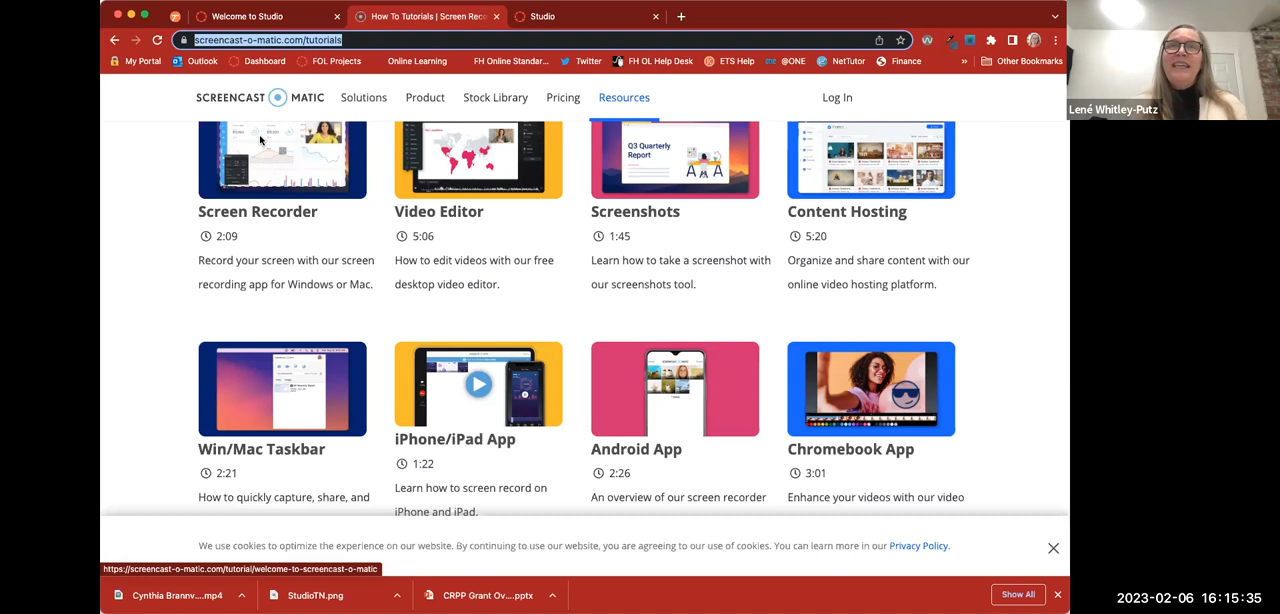 Welcome to Studio
How To Tutorials | Screen Reco
Studio
screencast-o-matic.com/tutorials
My Portal
Outlook
Dashboard
FOL Projects
Online Learning
FH Online Standar...
Twitter
FH OL Help Desk
ETS Help
@ONE
NetTutor
Finance
»
Other Bookmarks
SCREENCAST MATIC
Solutions
Product
Stock Library
Pricing
Resources
Log In
Lené Whitley-Putz
Q3 Quarterly
Report
Screen Recorder
2:09
Record your screen with our screen
recording app for Windows or Mac.
Video Editor
5:06
How to edit videos with our free
desktop video editor.
Screenshots
1:45
Learn how to take a screenshot with
our screenshots tool.
Content Hosting
5:20
Organize and share content with our
online video hosting platform.
Win/Mac Taskbar
2:21
How to quickly capture, share, and
iPhone/iPad App
1:22
Learn how to screen record on
iPhone and iPad.
Android App
2:26
An overview of our screen recorder
Chromebook App
3:01
Enhance your videos with our video
We use cookies to optimize the experience on our website. By continuing to use our website, you are agreeing to our use of cookies. You can learn more in our Privacy Policy.
https://screencast-o-matic.com/tutorial/welcome-to-screencast-o-matic
Cynthia Brannv....mp4
StudioTN.png
CRPP Grant Ov....pptx
Show All
2023-02-06 16:15:35